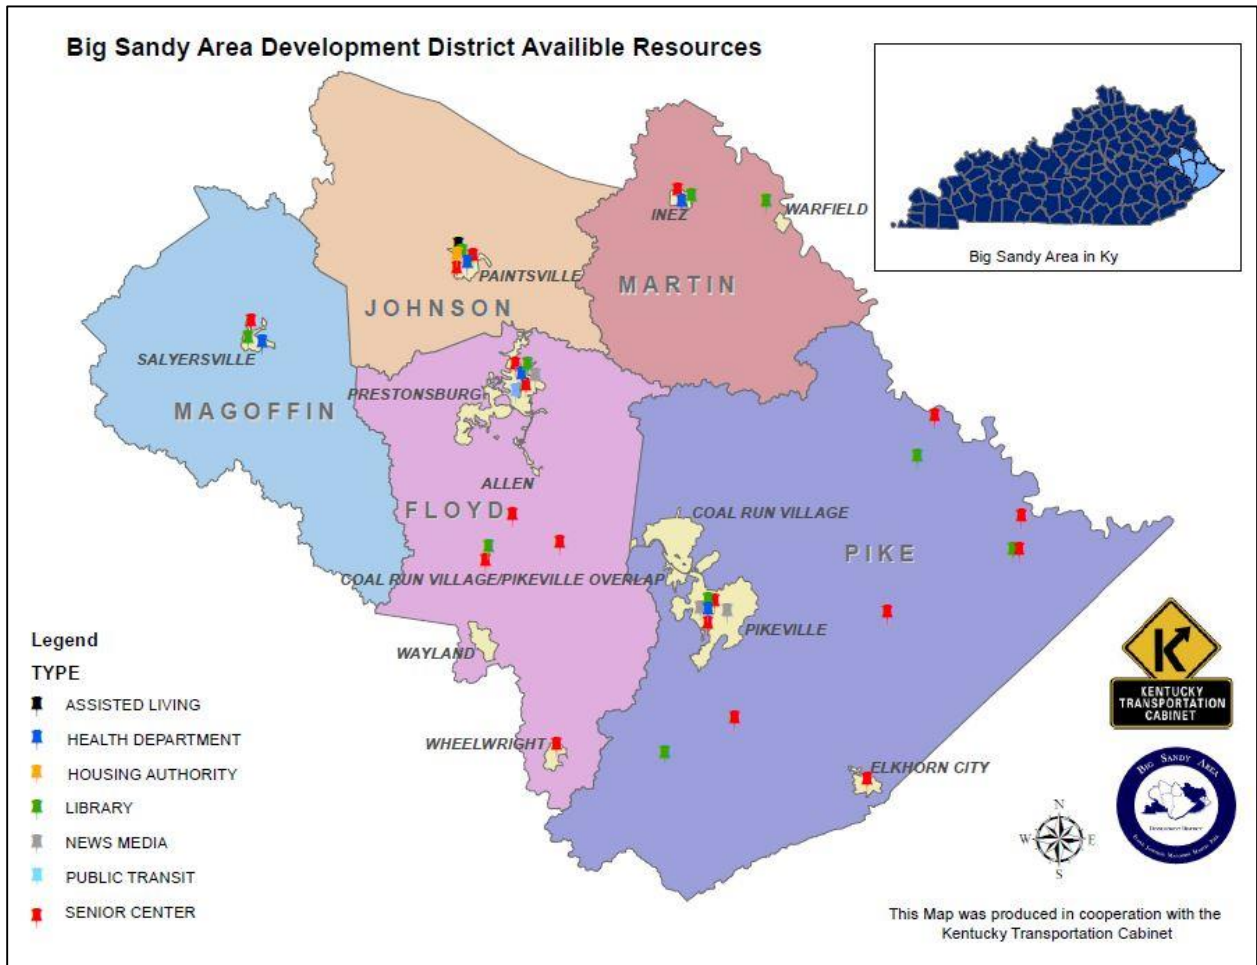 Big Sandy Area Development District Availible Resources
Big Sandy Area in Ky
INEZ
WARFIELD
MARTIN
PAINTSVILLE
JOHNSON
SALYERSVILLE
MAGOFFIN
PRESTONSBURG
ALLEN
FLOYD
COAL RUN VILLAGE
PIKE
COAL RUN VILLAGE/PIKEVILLE OVERLAP
PIKEVILLE
WAYLAND
WHEELWRIGHT
ELKHORN CITY
Legend
TYPE
ASSISTED LIVING
HEALTH DEPARTMENT
HOUSING AUTHORITY
LIBRARY
NEWS MEDIA
PUBLIC TRANSIT
SENIOR CENTER
K
KENTUCKY
TRANSPORTATION
CABINET
BIG SANDY AREA
Development District
N
W E
S
This Map was produced in cooperation with the
Kentucky Transportation Cabinet